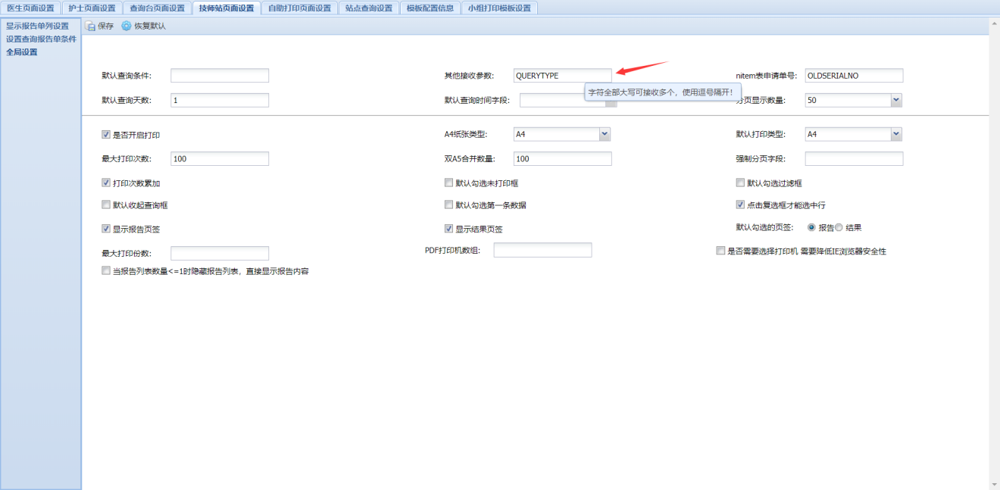 医生页面设置 护士页面设置 查询台页面设置 技师站页面设置 自助打印页面设置 站点查询设置 模板配置信息 小组打印模板设置
显示报告单列设置
设置查询报告单条件
全局设置
保存 恢复默认
默认查询条件: 其他接收参数: QUERYTYPE nitem表申请单号: OLDSERIALNO
字符全部大写可接收多个，使用逗号隔开!
默认查询天数: 1 默认查询时间字段: 分页显示数量: 50
是否开启打印 A4纸张类型: A4 默认打印类型: A4
最大打印次数: 100 双A5合并数量: 100 强制分页字段:
打印次数累加 默认勾选未打印框 默认勾选过滤框
默认收起查询框 默认勾选第一条数据 点击复选框才能选中行
显示报告页签 显示结果页签 默认勾选的页签: 报告 结果
最大打印份数: PDF打印机数组: 是否需要选择打印机 需要降低IE浏览器安全性
当报告列表数量<=1时隐蔽报告列表，直接显示报告内容